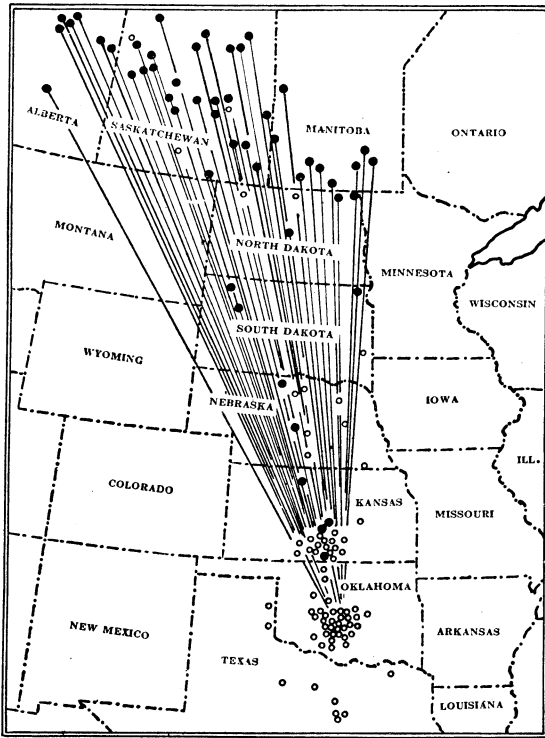 ALBERTA
SASKATCHEWAN
MANITOBA
ONTARIO
MONTANA
NORTH DAKOTA
MINNESOTA
WISCONSIN
SOUTH DAKOTA
WYOMING
NEBRASKA
IOWA
ILL.
COLORADO
KANSAS
MISSOURI
OKLAHOMA
NEW MEXICO
ARKANSAS
TEXAS
LOUISIANA